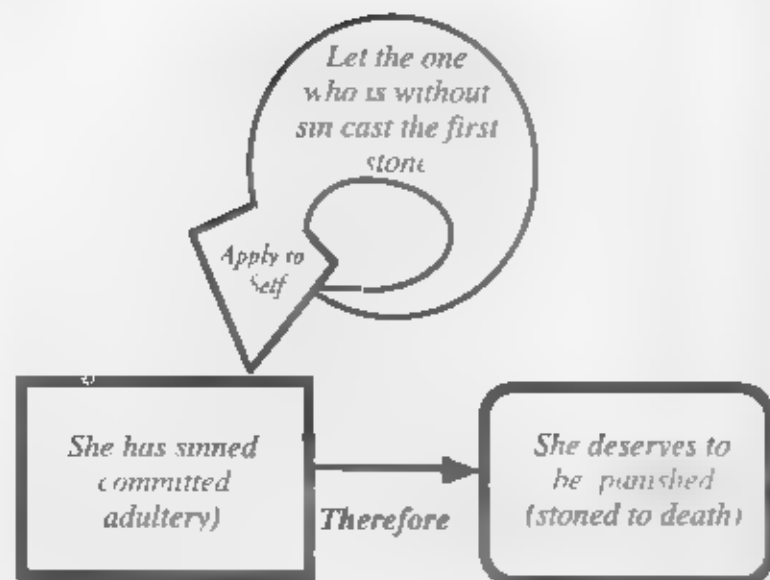 Let the one
who is without
sin cast the first
stone
Apply to
Self
She has sinned
committed
adultery)
Therefore
She deserves to
be punished
(stoned to death)